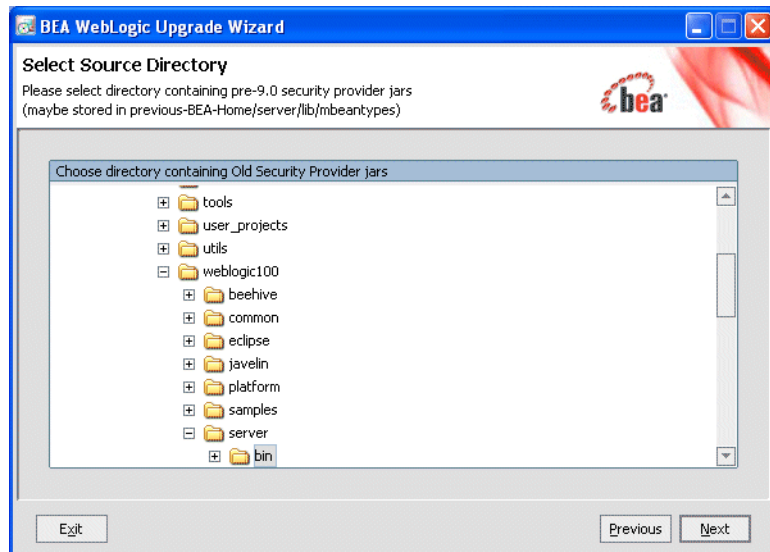 BEA WebLogic Upgrade Wizard
Select Source Directory
Please select directory containing pre-9.0 security provider jars
(maybe stored in previous-BEA-Home/server/lib/mbeantypes)
bea
Choose directory containing Old Security Provider jars
tools
user_projects
utils
weblogic100
beehive
common
eclipse
javelin
platform
samples
server
bin
Exit
Previous
Next